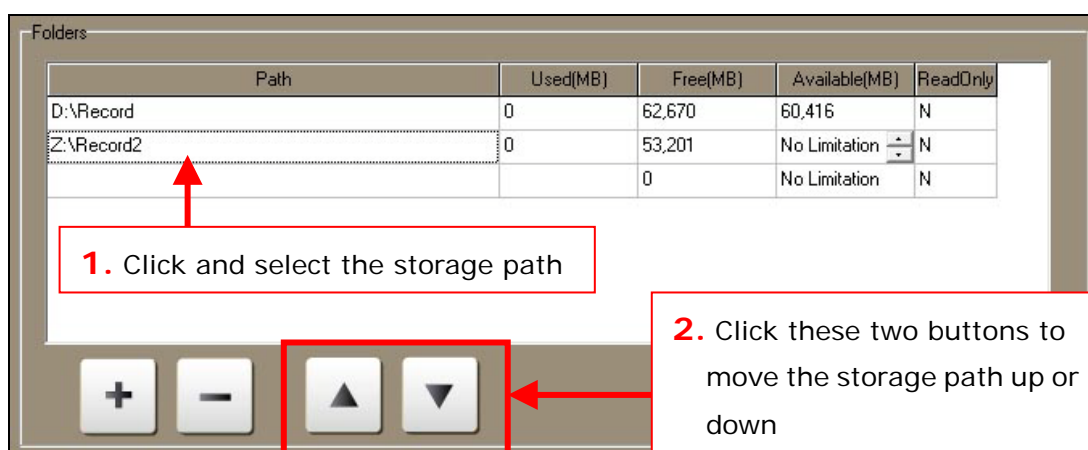 Folders
Path Used(MB) Free(MB) Available(MB) ReadOnly
D:\Record 0 62,670 60,416 N
Z:\Record2 0 53,201 No Limitation N
0 No Limitation N
1. Click and select the storage path
2. Click these two buttons to
move the storage path up or
down